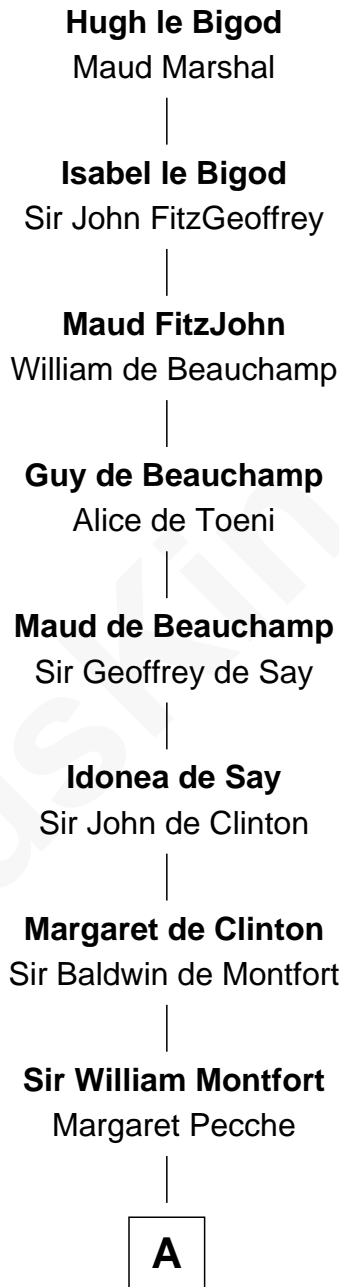 Hugh le Bigod
Maud Marshal
Isabel le Bigod
Sir John FitzGeoffrey
Maud FitzJohn
William de Beauchamp
Guy de Beauchamp
Alice de Toeni
Maud de Beauchamp
Sir Geoffrey de Say
Idonea de Say
Sir John de Clinton
Margaret de Clinton
Sir Baldwin de Montfort
Sir William Montfort
Margaret Pecche
A